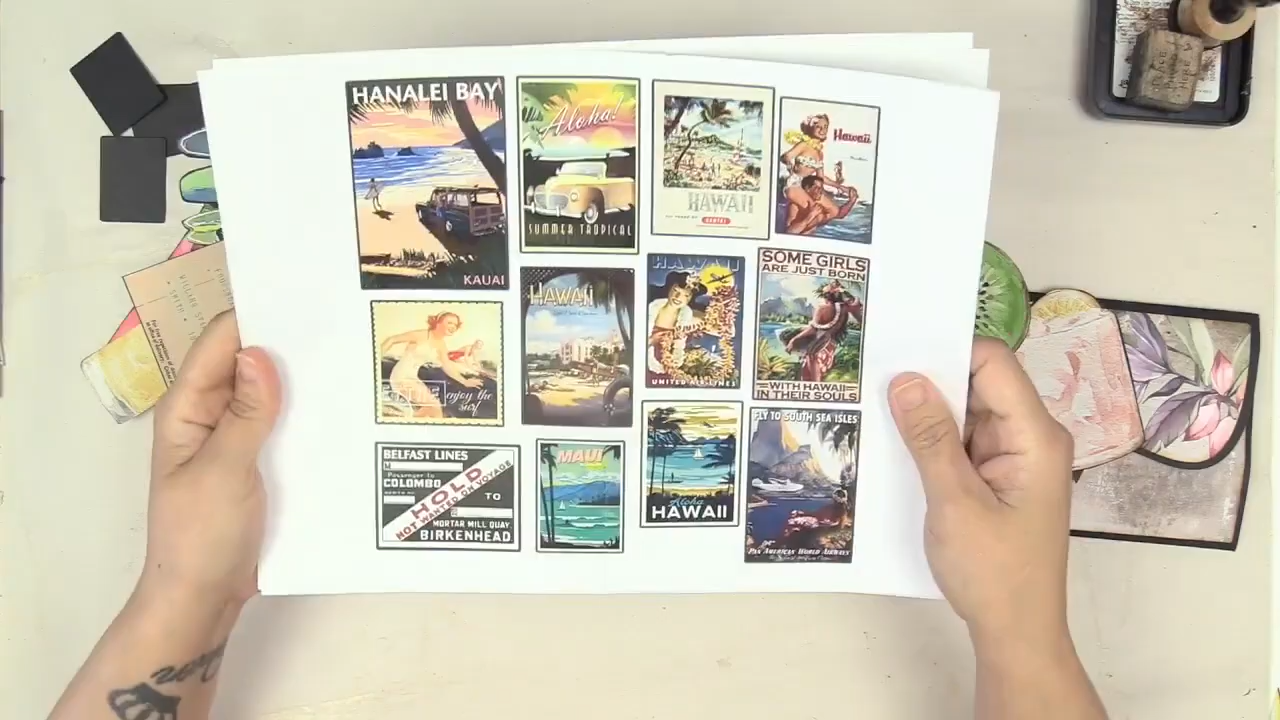 HANALEI BAY
KAUAI
Aloha!
SUMMER TROPICAL
HAWAII
Hawaii
enjoy the
surf
HAWAII
HAWAII
UNITED AIR LINES
SOME GIRLS
ARE JUST BORN
WITH HAWAII
IN THEIR SOULS
BELFAST LINES
Passenger to
COLOMBO
HOLD
NOT WANTED ON VOYAGE
TO
MORTAR MILL QUAY
BIRKENHEAD
MAUI
Aloha
HAWAII
FLY TO SOUTH SEA ISLES
PAN AMERICAN WORLD AIRWAYS